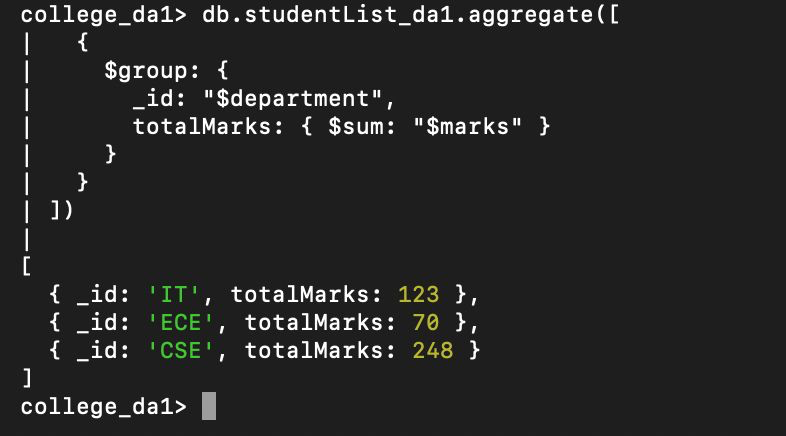 college_da1> db.studentList_da1.aggregate([
|   {
|     $group: {
|       _id: "$department",
|       totalMarks: { $sum: "$marks" }
|     }
|   }
| ])
|
[
  { _id: 'IT', totalMarks: 123 },
  { _id: 'ECE', totalMarks: 70 },
  { _id: 'CSE', totalMarks: 248 }
]
college_da1>